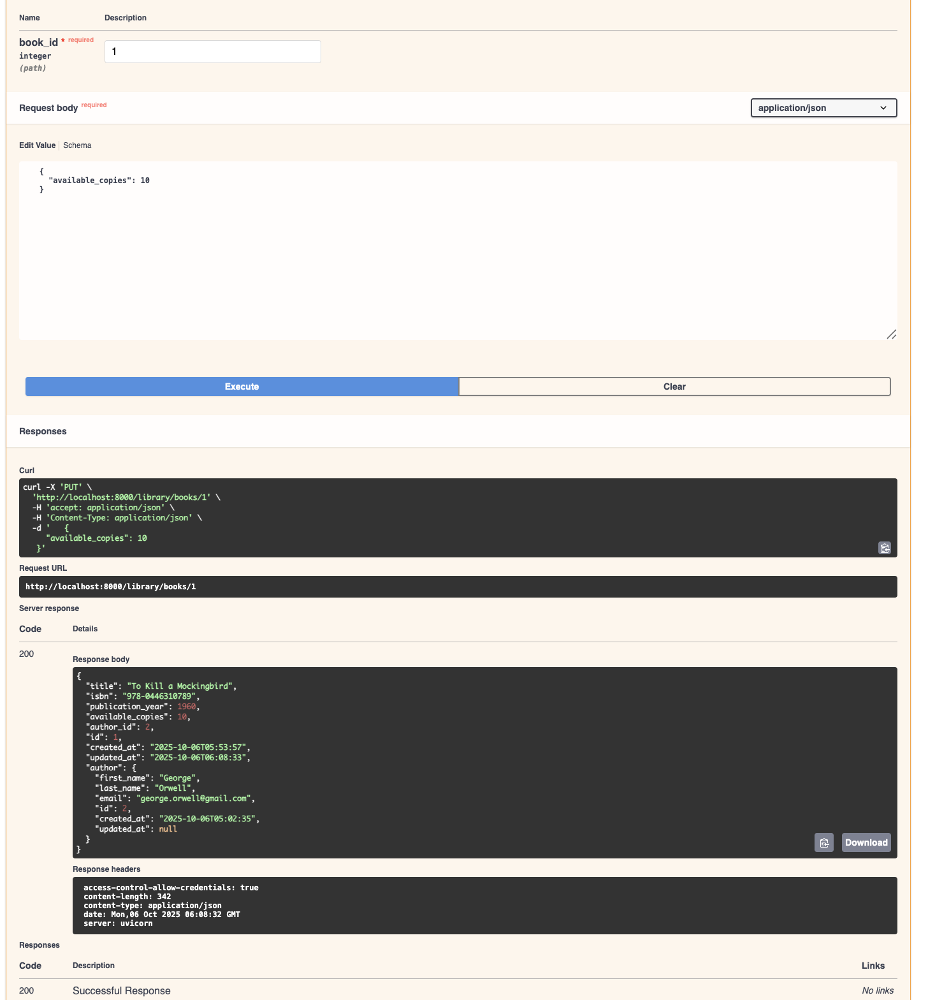 Name Description
book_id * required
1
integer
(path)
Request body required
application/json
Edit Value Schema
{
"available_copies": 10
}
Execute Clear
Responses
Curl
curl -X 'PUT' \
'http://localhost:8000/library/books/1' \
-H 'accept: application/json' \
-H 'Content-Type: application/json' \
-d ' {
"available_copies": 10
}'
Request URL
http://localhost:8000/library/books/1
Server response
Code Details
200
Response body
{
"title": "To Kill a Mockingbird",
"isbn": "978-0446310789",
"publication_year": 1960,
"available_copies": 10,
"author_id": 2,
"id": 1,
"created_at": "2025-10-06T05:53:57",
"updated_at": "2025-10-06T06:08:33",
"author": {
"first_name": "George",
"last_name": "Orwell",
"email": "george.orwell@gmail.com",
"id": 2,
"created_at": "2025-10-06T05:02:35",
"updated_at": null
}
}
Download
Response headers
access-control-allow-credentials: true
content-length: 342
content-type: application/json
date: Mon,06 Oct 2025 06:08:32 GMT
server: uvicorn
Responses
Code Description Links
200 Successful Response No links